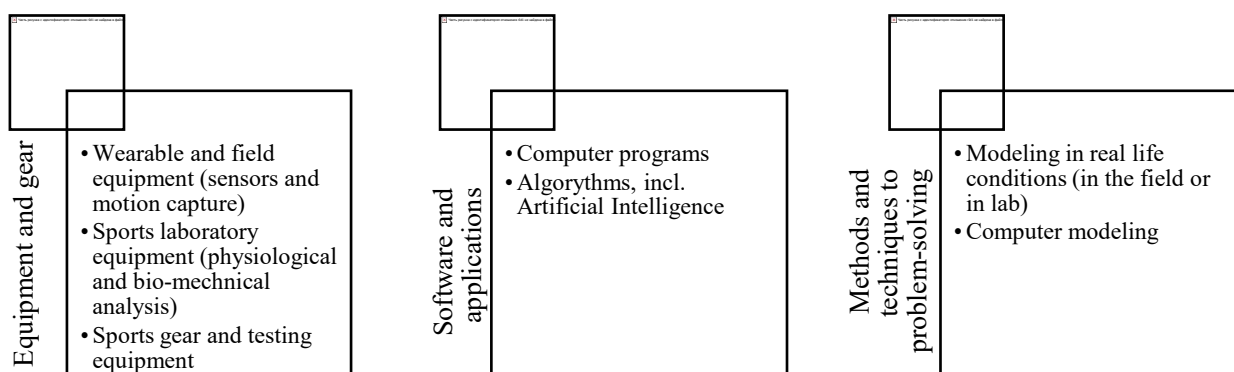 Equipment and gear
• Wearable and field
equipment (sensors and
motion capture)
• Sports laboratory
equipment (physiological
and bio-mechnical
analysis)
• Sports gear and testing
equipment
Software and
applications
• Computer programs
• Algorythms, incl.
Artificial Intelligence
Methods and
techniques to
problem-solving
• Modeling in real life
conditions (in the field or
in lab)
• Computer modeling